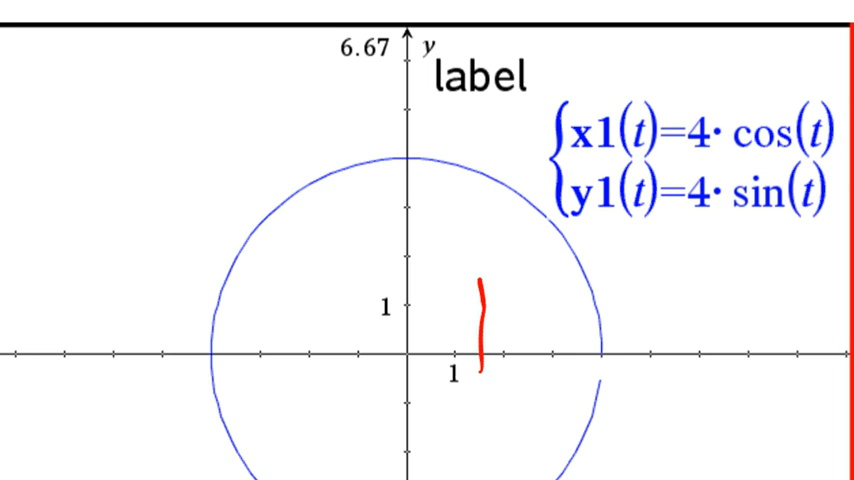 6.67 y
label
x1(t)=4· cos(t)
y1(t)=4· sin(t)
1
1